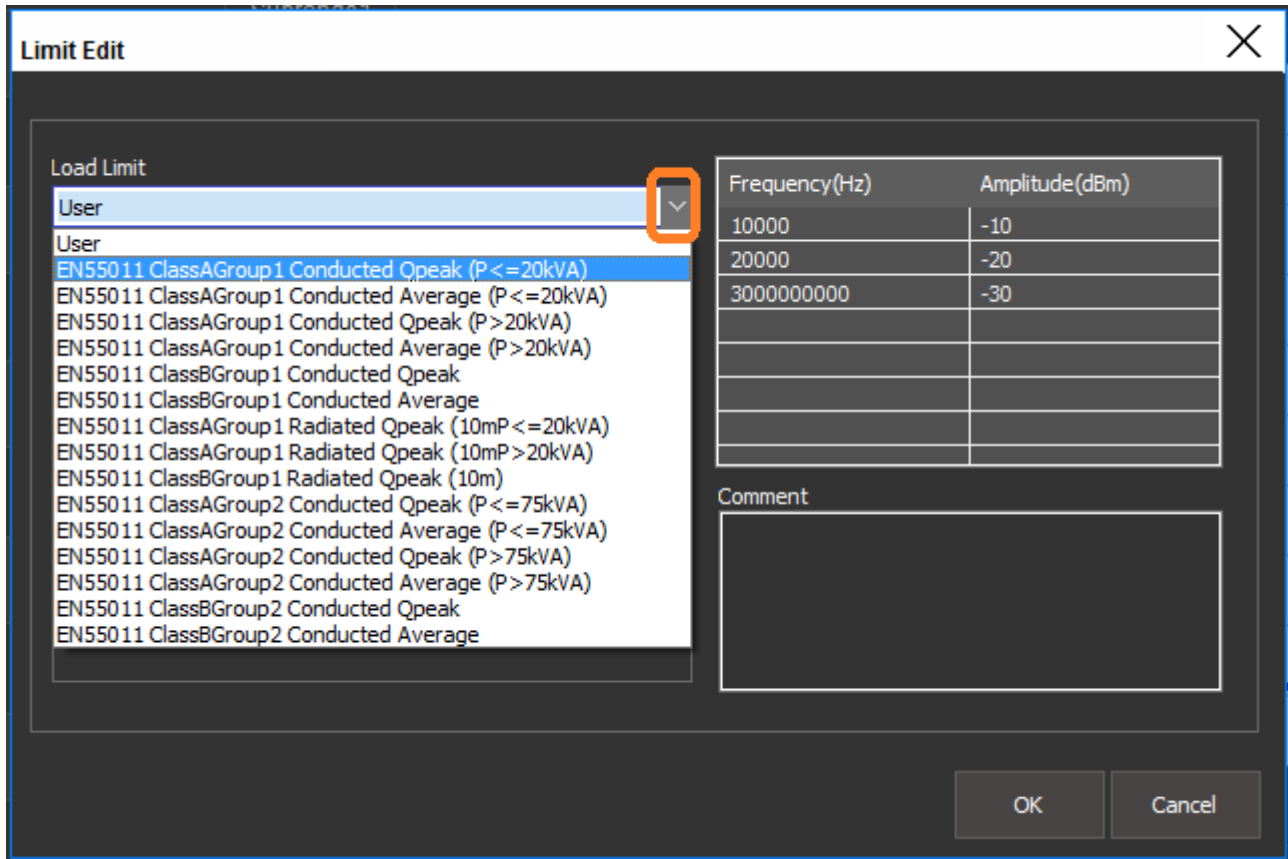 Limit Edit
Load Limit
User
User
EN55011 ClassAGroup1 Conducted Qpeak (P<=20kVA)
EN55011 ClassAGroup1 Conducted Average (P<=20kVA)
EN55011 ClassAGroup1 Conducted Qpeak (P>20kVA)
EN55011 ClassAGroup1 Conducted Average (P>20kVA)
EN55011 ClassBGroup1 Conducted Qpeak
EN55011 ClassBGroup1 Conducted Average
EN55011 ClassAGroup1 Radiated Qpeak (10mP<=20kVA)
EN55011 ClassAGroup1 Radiated Qpeak (10mP>20kVA)
EN55011 ClassBGroup1 Radiated Qpeak (10m)
EN55011 ClassAGroup2 Conducted Qpeak (P<=75kVA)
EN55011 ClassAGroup2 Conducted Average (P<=75kVA)
EN55011 ClassAGroup2 Conducted Qpeak (P>75kVA)
EN55011 ClassAGroup2 Conducted Average (P>75kVA)
EN55011 ClassBGroup2 Conducted Qpeak
EN55011 ClassBGroup2 Conducted Average
Frequency(Hz) Amplitude(dBm)
10000 -10
20000 -20
3000000000 -30
Comment
OK Cancel